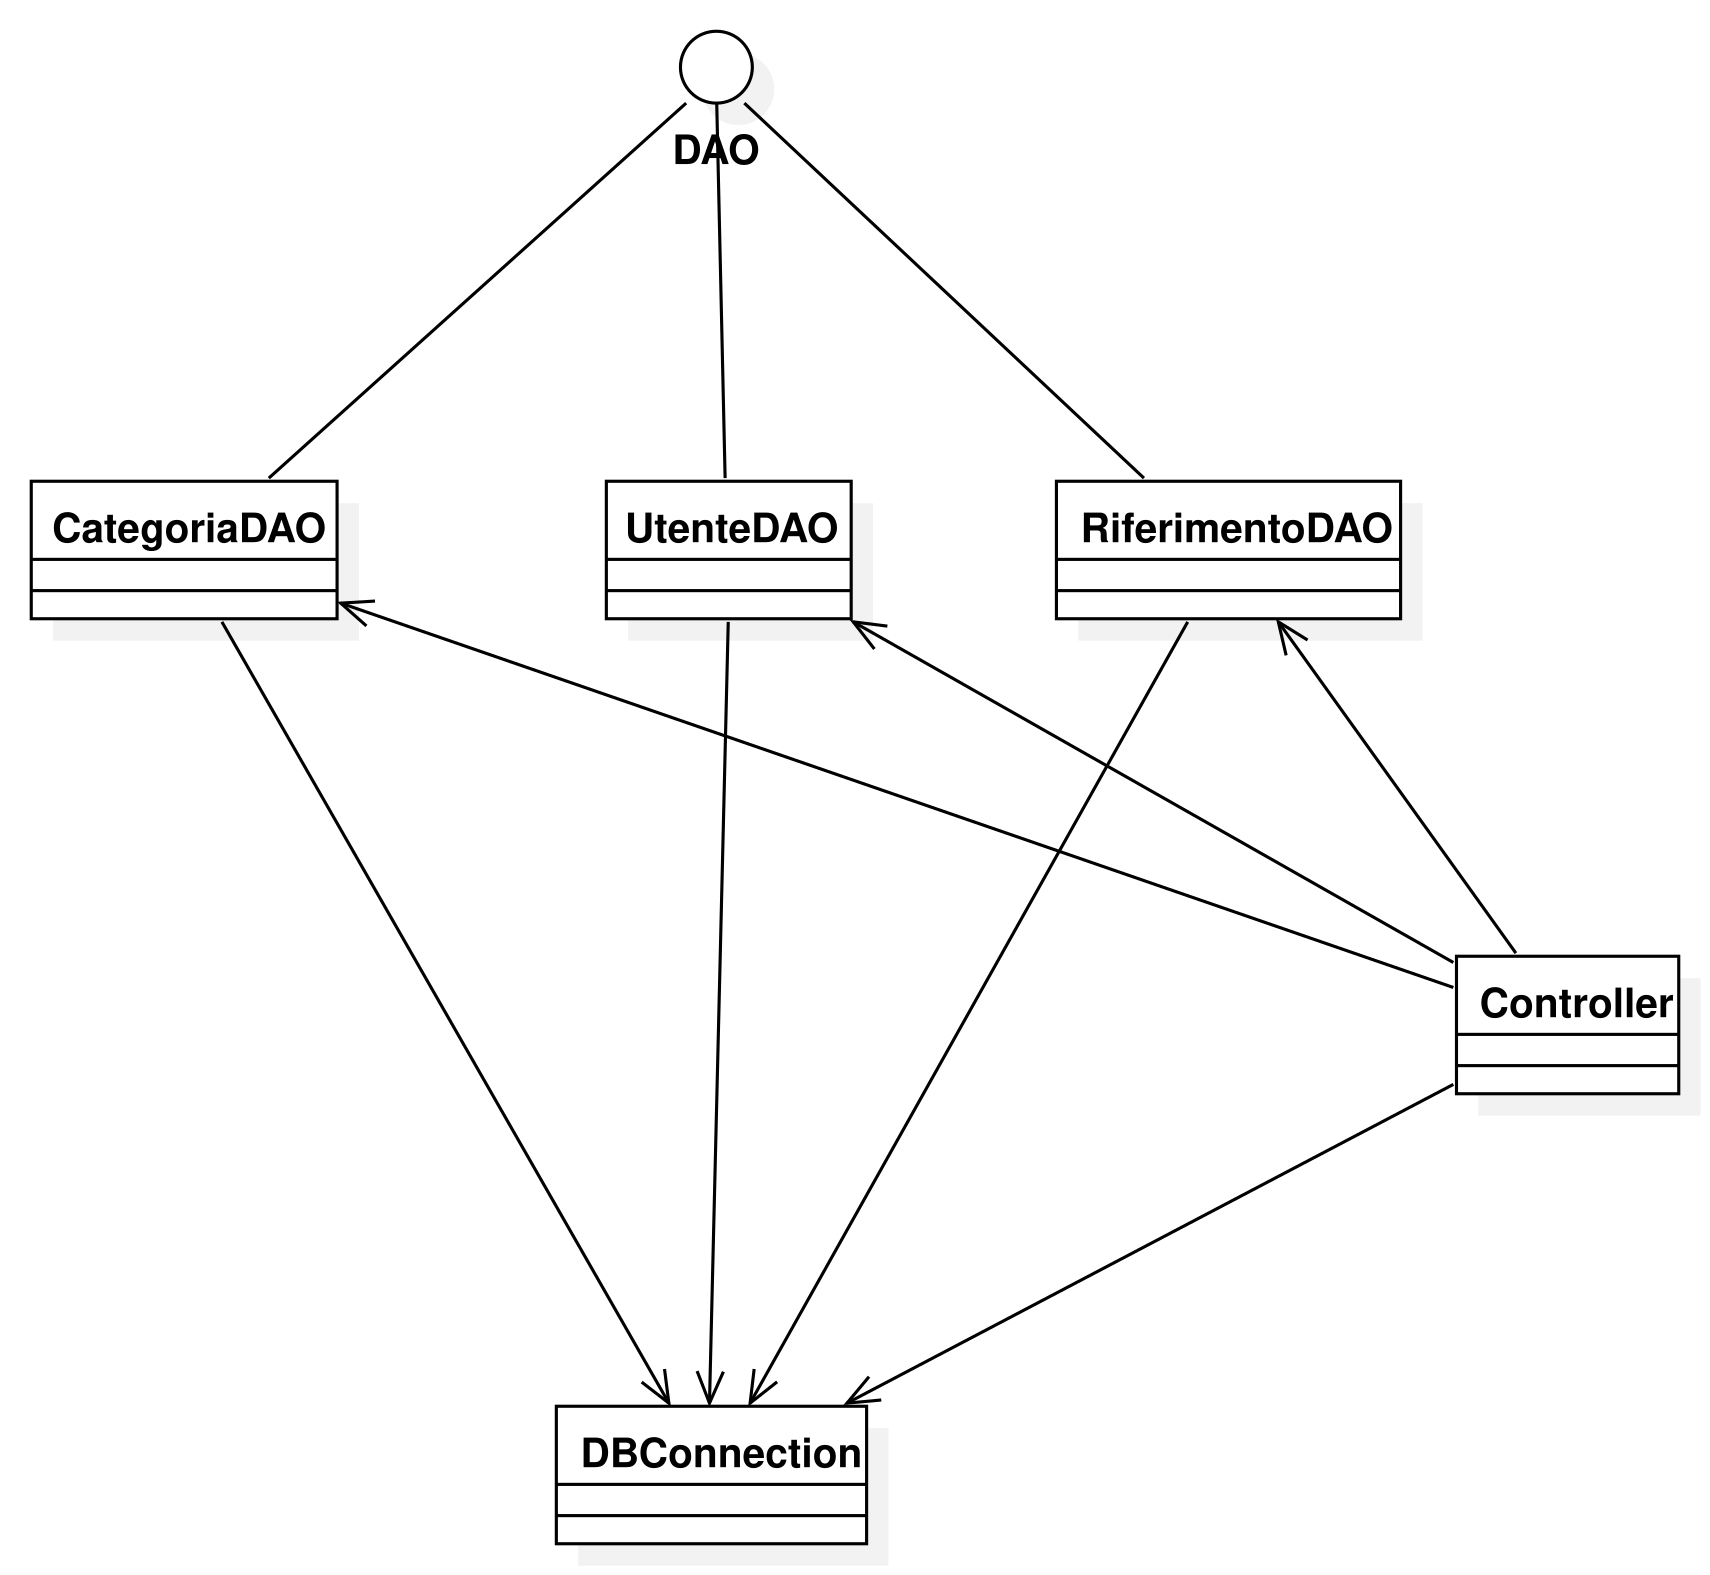 DAO
CategoriaDAO
UtenteDAO
RiferimentoDAO
Controller
DBConnection